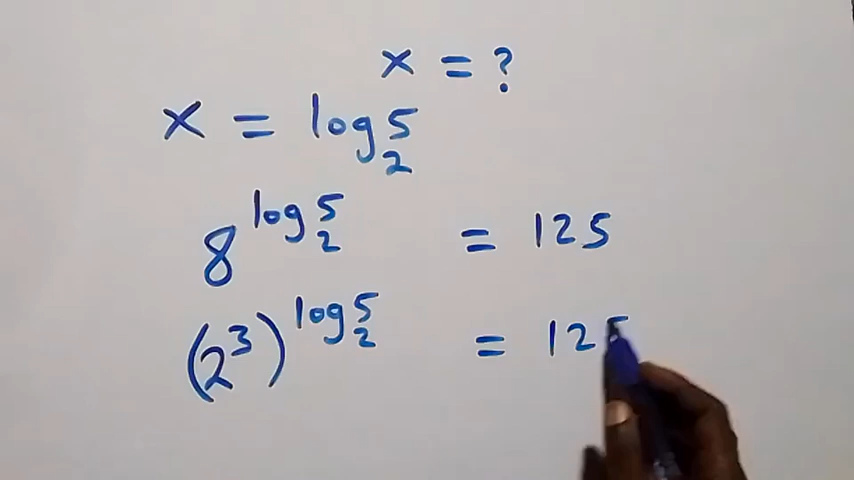 x = ?
x = log₂5
8^log₂5 = 125
(2³)^log₂5 = 125